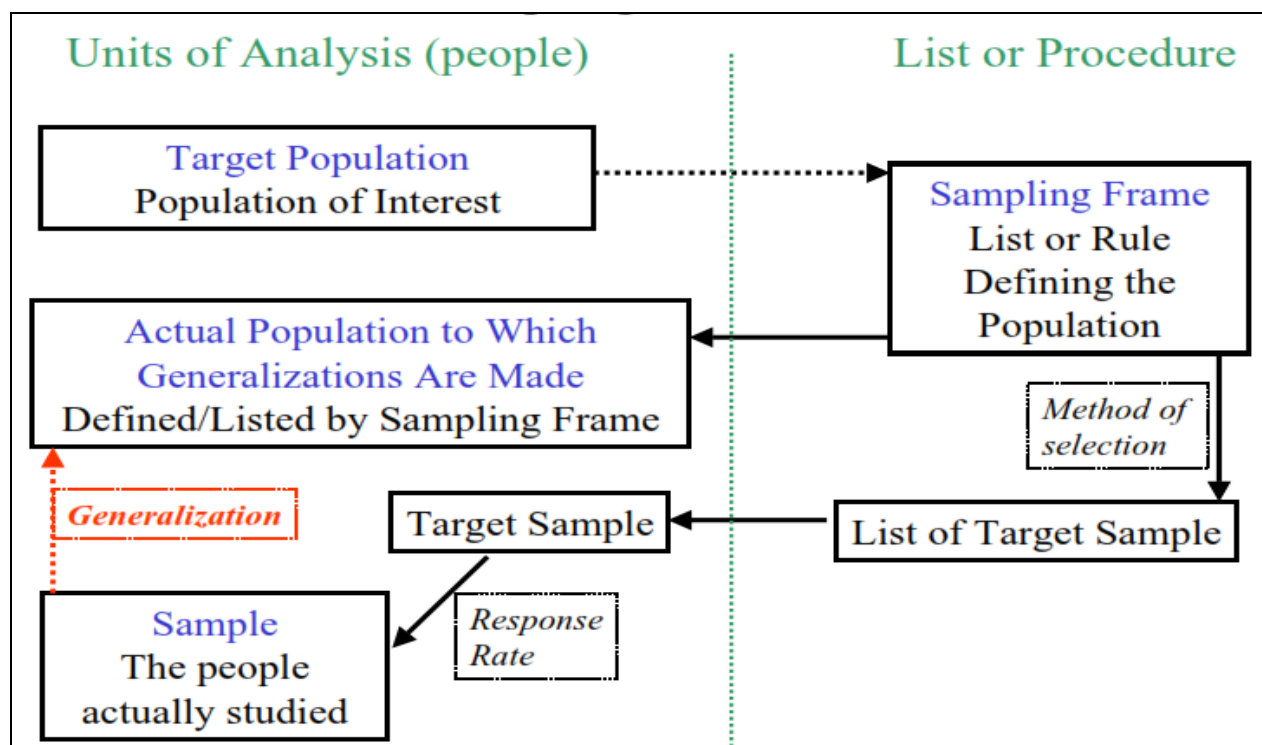 Units of Analysis (people)
List or Procedure
Target Population
Population of Interest
Sampling Frame
List or Rule
Defining the
Population
Actual Population to Which
Generalizations Are Made
Defined/Listed by Sampling Frame
Method of
selection
Generalization
Target Sample
List of Target Sample
Sample
The people
actually studied
Response
Rate